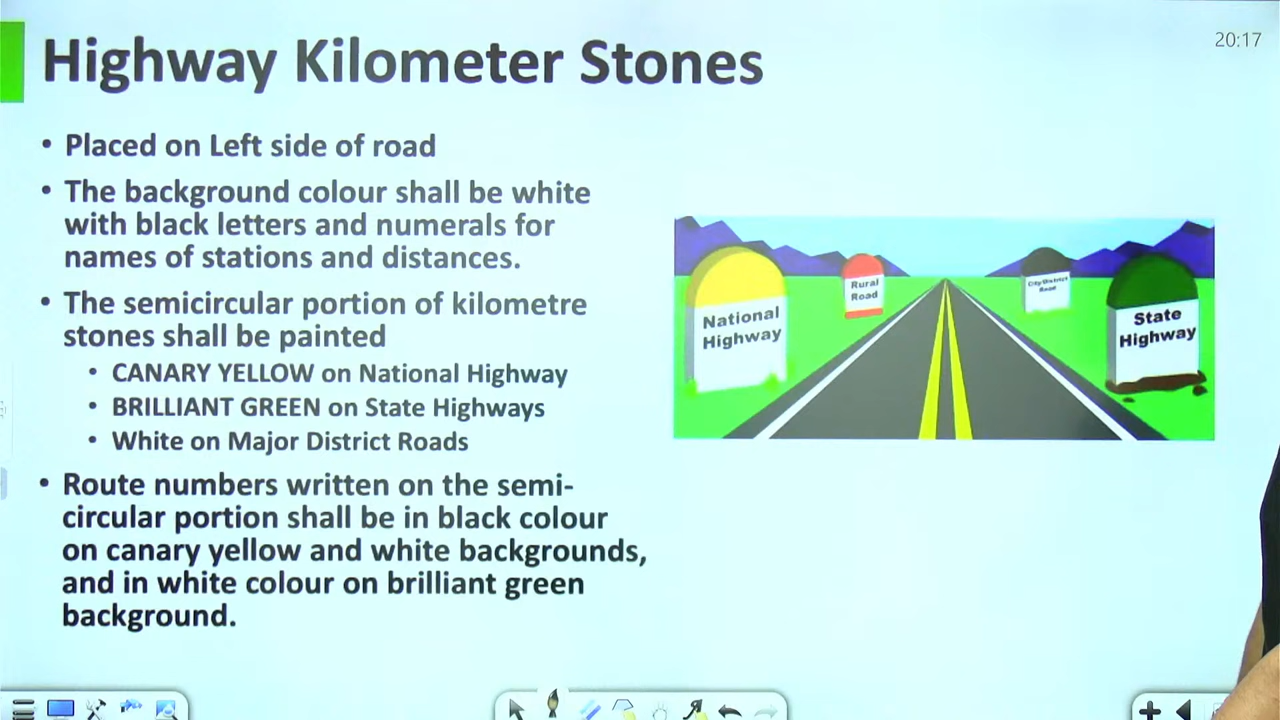 Highway Kilometer Stones
20:17
• Placed on Left side of road
• The background colour shall be white
with black letters and numerals for
names of stations and distances.
• The semicircular portion of kilometre
stones shall be painted
• CANARY YELLOW on National Highway
• BRILLIANT GREEN on State Highways
• White on Major District Roads
• Route numbers written on the semi-
circular portion shall be in black colour
on canary yellow and white backgrounds,
and in white colour on brilliant green
background.
National
Highway
Rural
Road
City/District
Road
State
Highway